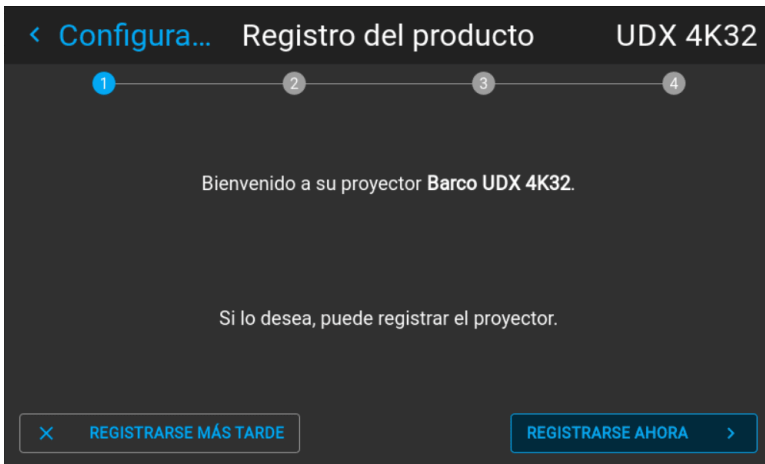 Configura... Registro del producto UDX 4K32
1 2 3 4
Bienvenido a su proyector Barco UDX 4K32.
Si lo desea, puede registrar el proyector.
REGISTRARSE MÁS TARDE REGISTRARSE AHORA